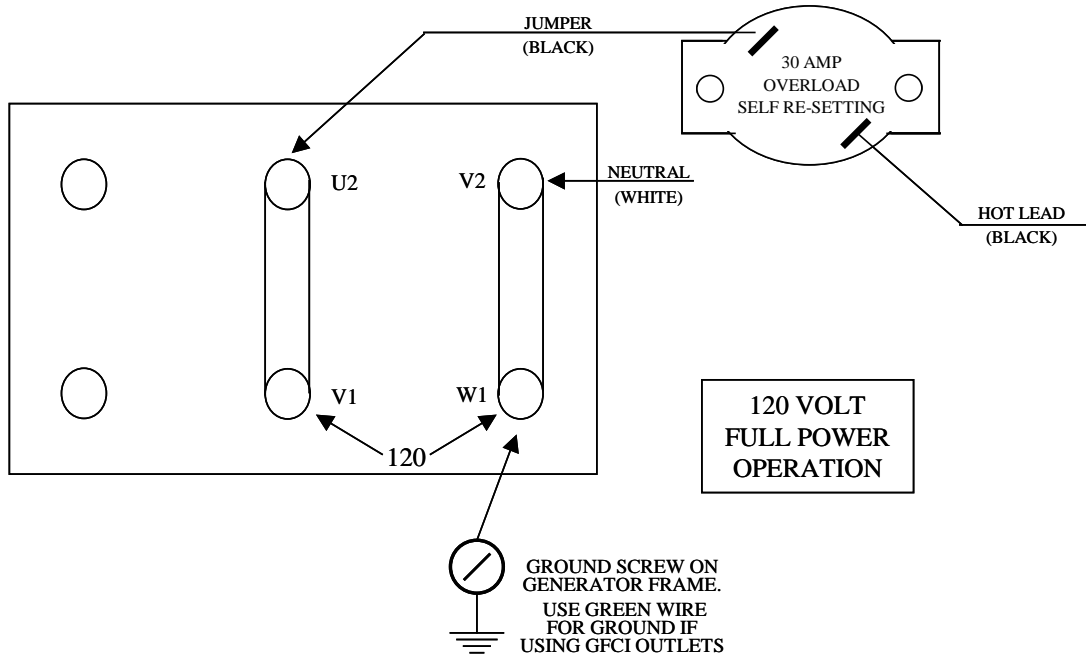 JUMPER
(BLACK)
30 AMP
OVERLOAD
SELF RE-SETTING
U2
V2
NEUTRAL
(WHITE)
HOT LEAD
(BLACK)
V1
W1
120
120 VOLT
FULL POWER
OPERATION
GROUND SCREW ON
GENERATOR FRAME.
USE GREEN WIRE
FOR GROUND IF
USING GFCI OUTLETS